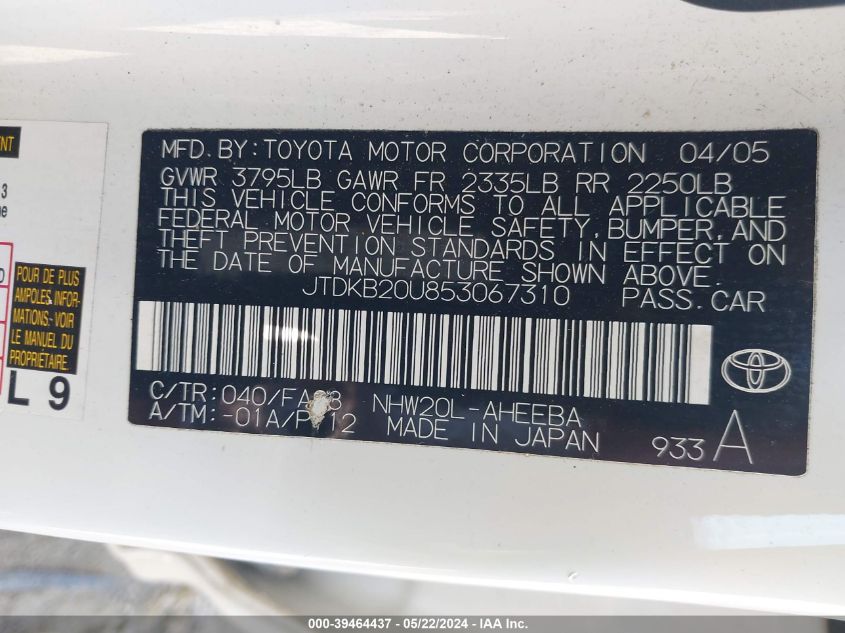 MFD. BY: TOYOTA MOTOR CORPORATION 04/05
GVWR 3795LB GAWR FR 2335LB RR 2250LB
THIS VEHICLE CONFORMS TO ALL APPLICABLE
FEDERAL MOTOR VEHICLE SAFETY, BUMPER, AND
THEFT PREVENTION STANDARDS IN EFFECT ON
THE DATE OF MANUFACTURE SHOWN ABOVE.
JTDKB20U853067310 PASS. CAR
C/TR: 040/ NHW20L-AHEEBA
A/TM: -01A/ MADE IN JAPAN 933 A
POUR DE PLUS
AMPLES INFOR-
MATIONS-VOIR
LE MANUEL DU
PROPRIÉTAIRE.
L 9
000-39464437 - 05/22/2024 - IAA Inc.